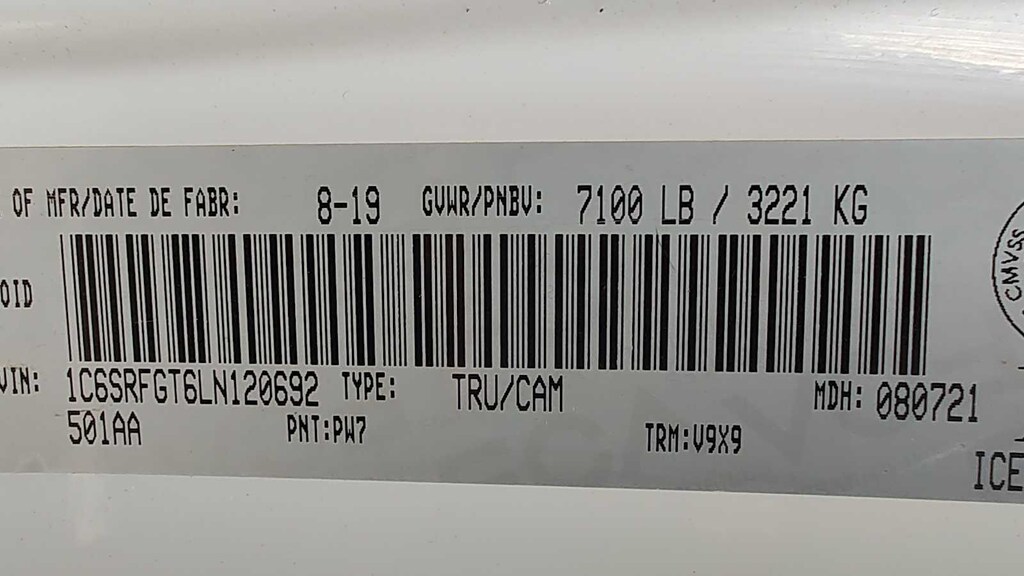 OF MFR/DATE DE FABR: 8-19 GVWR/PNBV: 7100 LB / 3221 KG
CMVSS
OID
VIN: 1C6SRFGT6LN120692 TYPE: TRU/CAM MDH: 080721
501AA PNT:PW7 TRM:V9X9
ICE